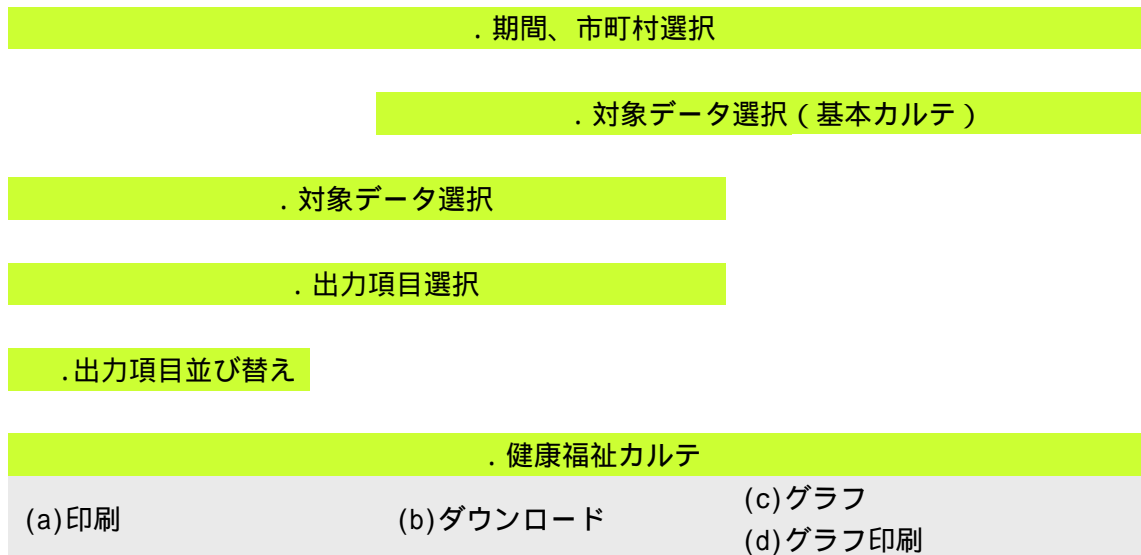 ．期間、市町村選択
．対象データ選択（基本カルテ）
．対象データ選択
．出力項目選択
．出力項目並び替え
．健康福祉カルテ
(a)印刷 (b)ダウンロード (c)グラフ
(d)グラフ印刷